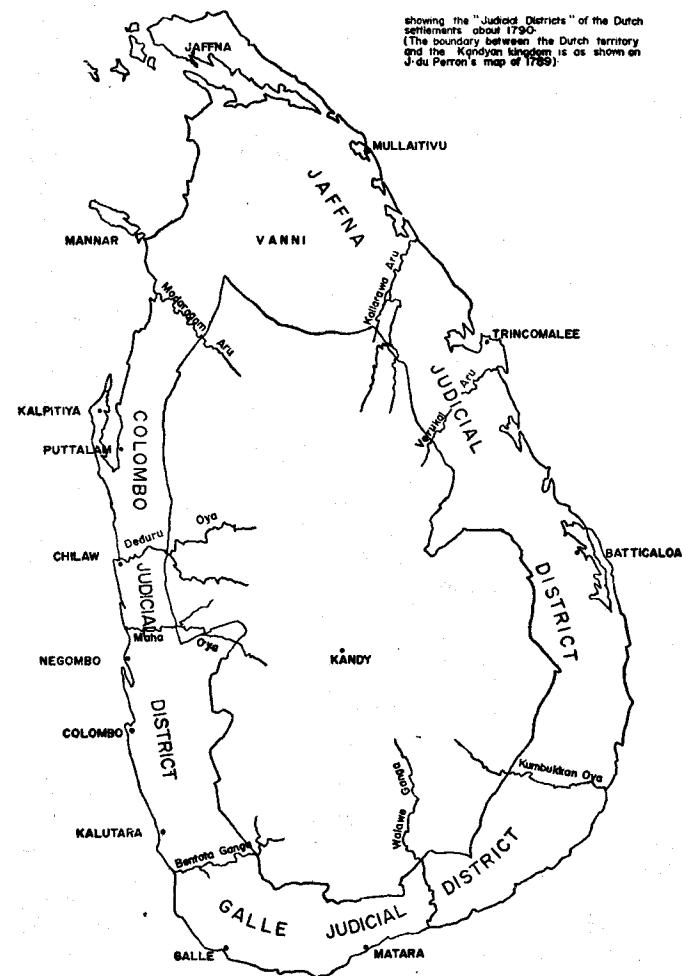 showing the "Judicial Districts" of the Dutch
settlements about 1790.
(The boundary between the Dutch territory
and the Kandyan kingdom is as shown on
J. du Perron's map of 1789).
JAFFNA
MULLAITIVU
JAFFNA
MANNAR
VANNI
Kallarawa Aru
Modaragam Aru
TRINCOMALEE
JUDICIAL
Verukal Aru
KALPITIYA
COLOMBO
PUTTALAM
Deduru Oya
CHILAW
BATTICALOA
JUDICIAL
DISTRICT
Maha Oya
NEGOMBO
KANDY
COLOMBO
DISTRICT
Kumbukkan Oya
Walawe Ganga
KALUTARA
Bentota Ganga
GALLE JUDICIAL DISTRICT
GALLE
MATARA